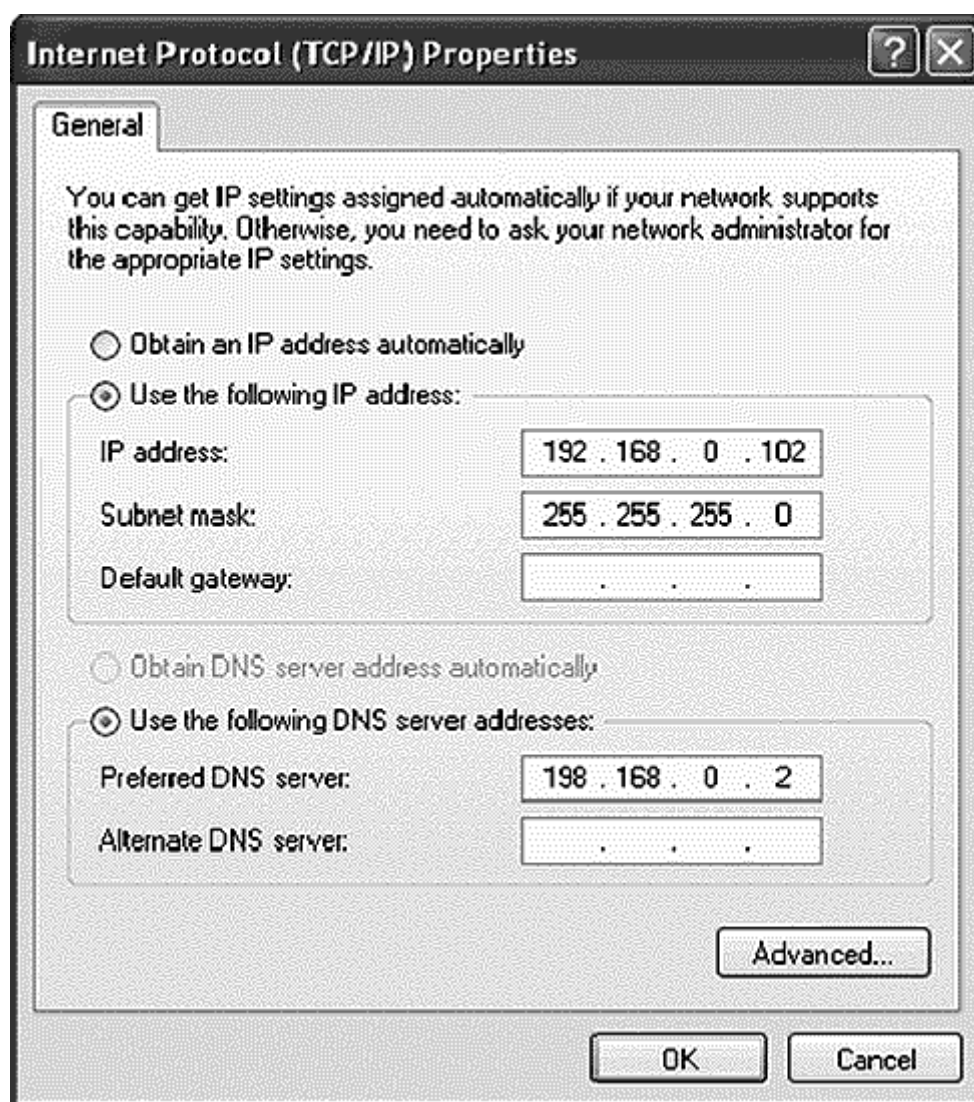 Internet Protocol (TCP/IP) Properties
General
You can get IP settings assigned automatically if your network supports
this capability. Otherwise, you need to ask your network administrator for
the appropriate IP settings.
Obtain an IP address automatically
Use the following IP address:
IP address: 192 . 168 . 0 . 102
Subnet mask: 255 . 255 . 255 . 0
Default gateway: . . .
Obtain DNS server address automatically
Use the following DNS server addresses:
Preferred DNS server: 198 . 168 . 0 . 2
Alternate DNS server: . . .
Advanced...
OK Cancel